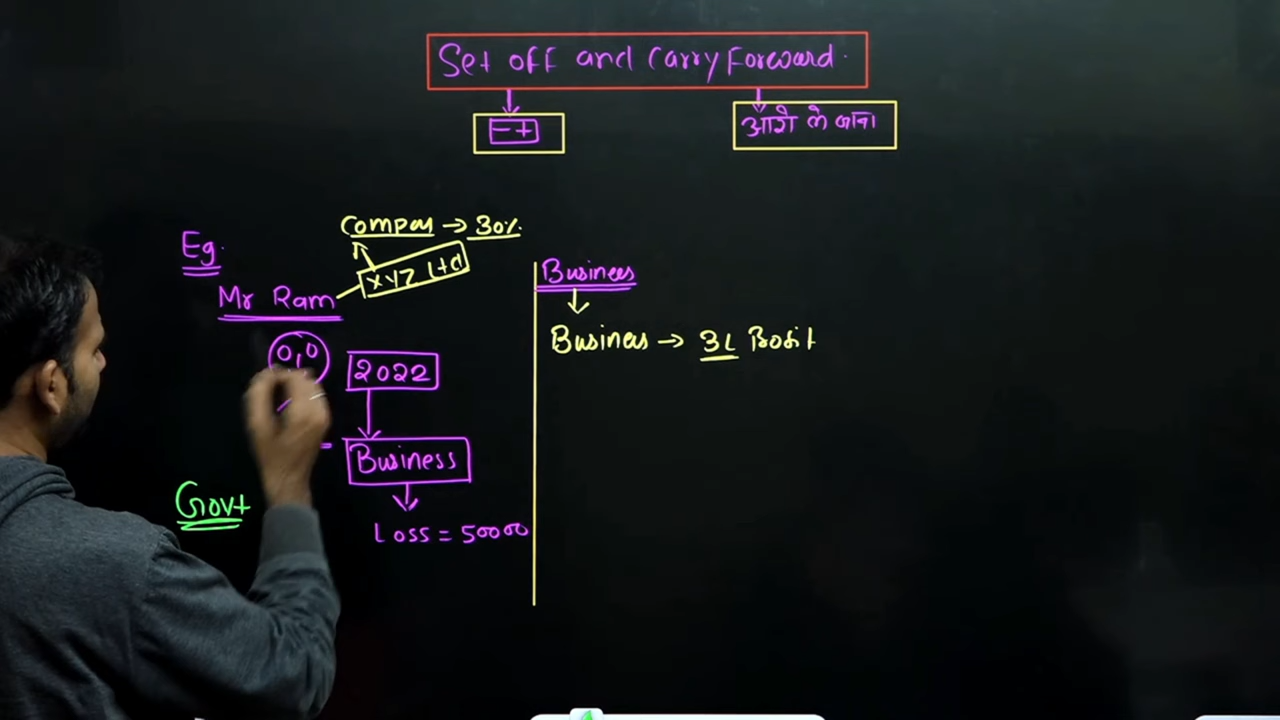 Set off and Carry Forward.
- +
आगे ले जाना
Compas → 30%
Eg.
XYZ Ltd
Mr Ram
Business
0,0
2022
Business → 3L Profit
Business
Govt
Loss = 50000